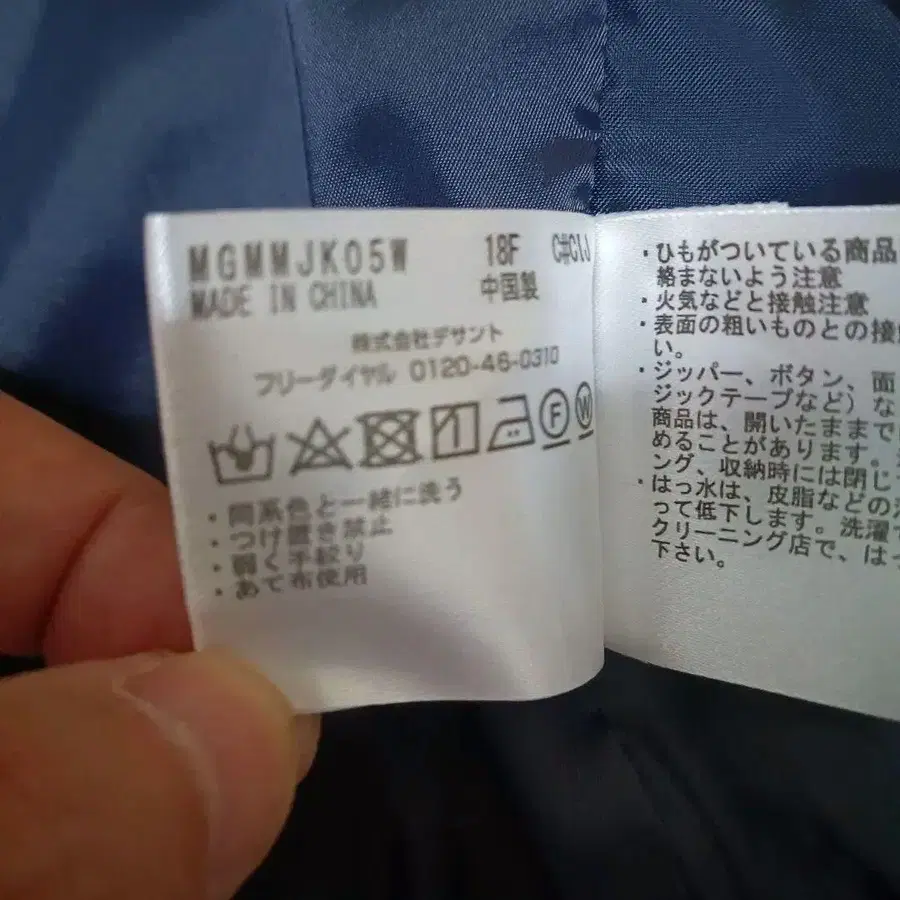 MGMMJK05W 18F C#C1J
MADE IN CHINA 中国製
株式会社デサント
フリーダイヤル 0120-46-0310
F W
・同系色と一緒に洗う
・つけ置き禁止
・弱く手絞り
・あて布使用
・ひもがついている商品
絡まないよう注意
・火気などと接触注意
・表面の粗いものとの接触
い。
・ジッパー、ボタン、面
ジックテープなど）な
商品は、開いたままで
めることがあります。
ング、収納時には閉じ
・はっ水は、皮脂などの
って低下します。洗濯
クリーニング店で、はっ
下さい。